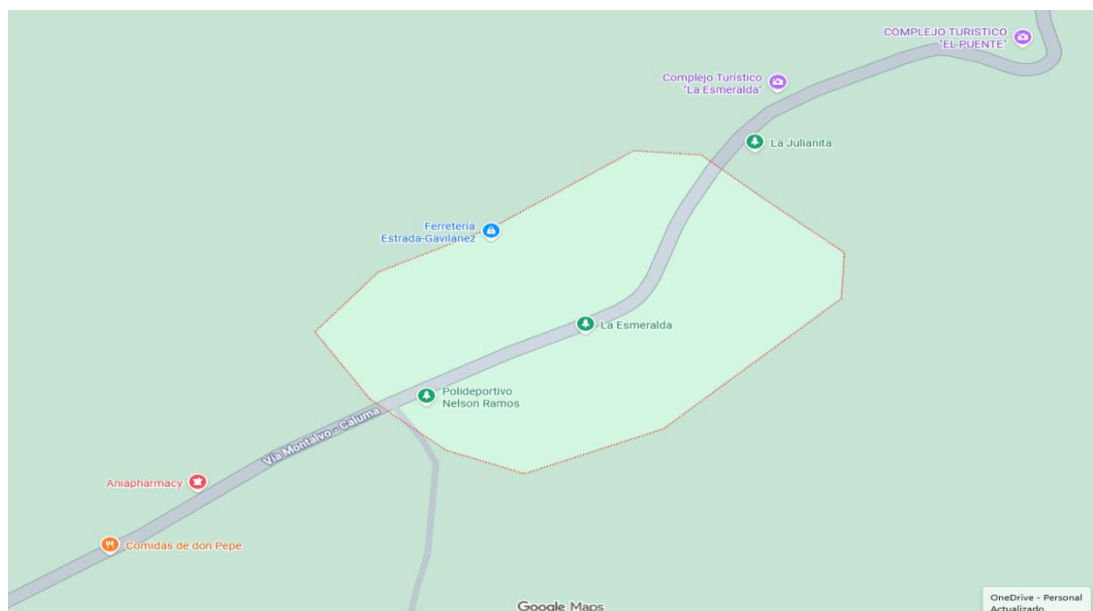 COMPLEJO TURISTICO
"EL PUENTE"
Complejo Turístico
"La Esmeralda"
La Julianita
Ferretería
Estrada-Gavilanez
La Esmeralda
Polideportivo
Nelson Ramos
Via Montalvo - Caluma
Aniapharmacy
Comidas de don Pepe
Google Maps
OneDrive - Personal
Actualizado